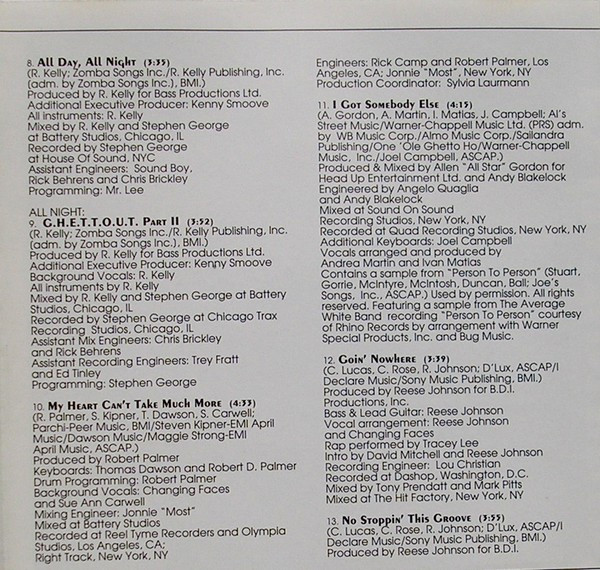 8. All Day, All Night (3:35)
(R. Kelly; Zomba Songs Inc./R. Kelly Publishing, Inc.
(adm. by Zomba Songs Inc.), BMI.)
Produced by R. Kelly for Bass Productions Ltd.
Additional Executive Producer: Kenny Smoove
All instruments: R. Kelly
Mixed by R. Kelly and Stephen George
at Battery Studios, Chicago, IL
Recorded by Stephen George
at House Of Sound, NYC
Assistant Engineers: Sound Boy,
Rick Behrens and Chris Brickley
Programming: Mr. Lee
ALL NIGHT:
9. G.H.E.T.T.O.U.T. Part II (3:52)
(R. Kelly; Zomba Songs Inc./R. Kelly Publishing, Inc.
(adm. by Zomba Songs Inc.), BMI.)
Produced by R. Kelly for Bass Productions Ltd.
Additional Executive Producer: Kenny Smoove
Background Vocals: R. Kelly
All instruments by R. Kelly
Mixed by R. Kelly and Stephen George at Battery
Studios, Chicago, IL
Recorded by Stephen George at Chicago Trax
Recording Studios, Chicago, IL
Assistant Mix Engineers: Chris Brickley
and Rick Behrens
Assistant Recording Engineers: Trey Fratt
and Ed Tinley
Programming: Stephen George
10. My Heart Can't Take Much More (4:33)
(R. Palmer, S. Kipner, T. Dawson, S. Carwell;
Parchi-Peer Music, BMI/Steven Kipner-EMI April
Music/Dawson Music/Maggie Strong-EMI
April Music, ASCAP.)
Produced by Robert Palmer
Keyboards: Thomas Dawson and Robert D. Palmer
Drum Programming: Robert Palmer
Background Vocals: Changing Faces
and Sue Ann Carwell
Mixing Engineer: Jonnie "Most"
Mixed at Battery Studios
Recorded at Reel Tyme Recorders and Olympia
Studios, Los Angeles, CA;
Right Track, New York, NY
Engineers: Rick Camp and Robert Palmer, Los
Angeles, CA; Jonnie "Most", New York, NY
Production Coordinator: Sylvia Laurmann
11. I Got Somebody Else (4:15)
(A. Gordon, A. Martin, I. Matias, J. Campbell; Al's
Street Music/Warner-Chappell Music Ltd. (PRS) adm.
by WB Music Corp./Almo Music Corp./Sailandra
Publishing/One 'Ole Ghetto Ho/Warner-Chappell
Music, Inc./Joel Campbell, ASCAP.)
Produced & Mixed by Allen "All Star" Gordon for
Head Up Entertainment Ltd. and Andy Blakelock
Engineered by Angelo Quaglia
and Andy Blakelock
Mixed at Sound On Sound
Recording Studios, New York, NY
Recorded at Quad Recording Studios, New York, NY
Additional Keyboards: Joel Campbell
Vocals arranged and produced by
Andrea Martin and Ivan Matias
Contains a sample from "Person To Person" (Stuart,
Gorrie, McIntyre, McIntosh, Duncan, Ball; Joe's
Songs, Inc., ASCAP.) Used by permission. All rights
reserved. Featuring a sample from The Average
White Band recording "Person To Person" courtesy
of Rhino Records by arrangement with Warner
Special Products, Inc. and Bug Music.
12. Goin' Nowhere (3:39)
(C. Lucas, C. Rose, R. Johnson; D'Lux, ASCAP/I
Declare Music/Sony Music Publishing, BMI.)
Produced by Reese Johnson for B.D.I.
Productions, Inc.
Bass & Lead Guitar: Reese Johnson
Vocal arrangement: Reese Johnson
and Changing Faces
Rap performed by Tracey Lee
Intro by David Mitchell and Reese Johnson
Recording Engineer: Lou Christian
Recorded at Dashop, Washington, D.C.
Mixed by Tony Prendatt and Mark Pitts
Mixed at The Hit Factory, New York, NY
13. No Stoppin' This Groove (3:55)
(C. Lucas, C. Rose, R. Johnson; D'Lux, ASCAP/I
Declare Music/Sony Music Publishing, BMI.)
Produced by Reese Johnson for B.D.I.